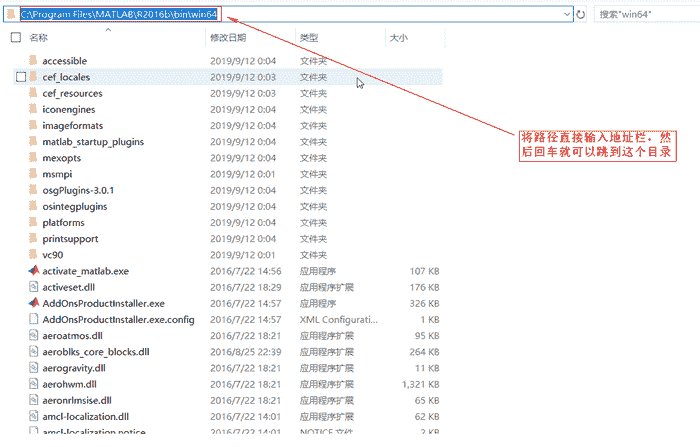 C:\Program Files\MATLAB\R2016b\bin\win64
搜索"win64"
名称 修改日期 类型 大小
accessible 2019/9/12 0:04 文件夹
cef_locales 2019/9/12 0:03 文件夹
cef_resources 2019/9/12 0:03 文件夹
iconengines 2019/9/12 0:04 文件夹
imageformats 2019/9/12 0:04 文件夹
matlab_startup_plugins 2019/9/12 0:04 文件夹
mexopts 2019/9/12 0:04 文件夹
msmpi 2019/9/12 0:01 文件夹
osgPlugins-3.0.1 2019/9/12 0:04 文件夹
osintegplugins 2019/9/12 0:04 文件夹
platforms 2019/9/12 0:04 文件夹
printsupport 2019/9/12 0:04 文件夹
vc90 2019/9/12 0:01 文件夹
activate_matlab.exe 2016/7/22 14:56 应用程序 107 KB
activeset.dll 2016/7/22 18:29 应用程序扩展 176 KB
AddOnsProductInstaller.exe 2016/7/22 14:57 应用程序 326 KB
AddOnsProductInstaller.exe.config 2016/7/22 14:57 XML Configurati... 1 KB
aeroatmos.dll 2016/7/22 18:21 应用程序扩展 95 KB
aeroblks_core_blocks.dll 2016/8/25 22:39 应用程序扩展 264 KB
aerogravity.dll 2016/7/22 18:21 应用程序扩展 11 KB
aerohwm.dll 2016/7/22 18:21 应用程序扩展 1,321 KB
aeronrlmsise.dll 2016/7/22 18:21 应用程序扩展 65 KB
amcl-localization.dll 2016/7/22 14:01 应用程序扩展 62 KB
amcl-localization.notice 2016/7/22 14:01 NOTICE 文件 2 KB
将路径直接输入地址栏。然
后回车就可以跳到这个目录